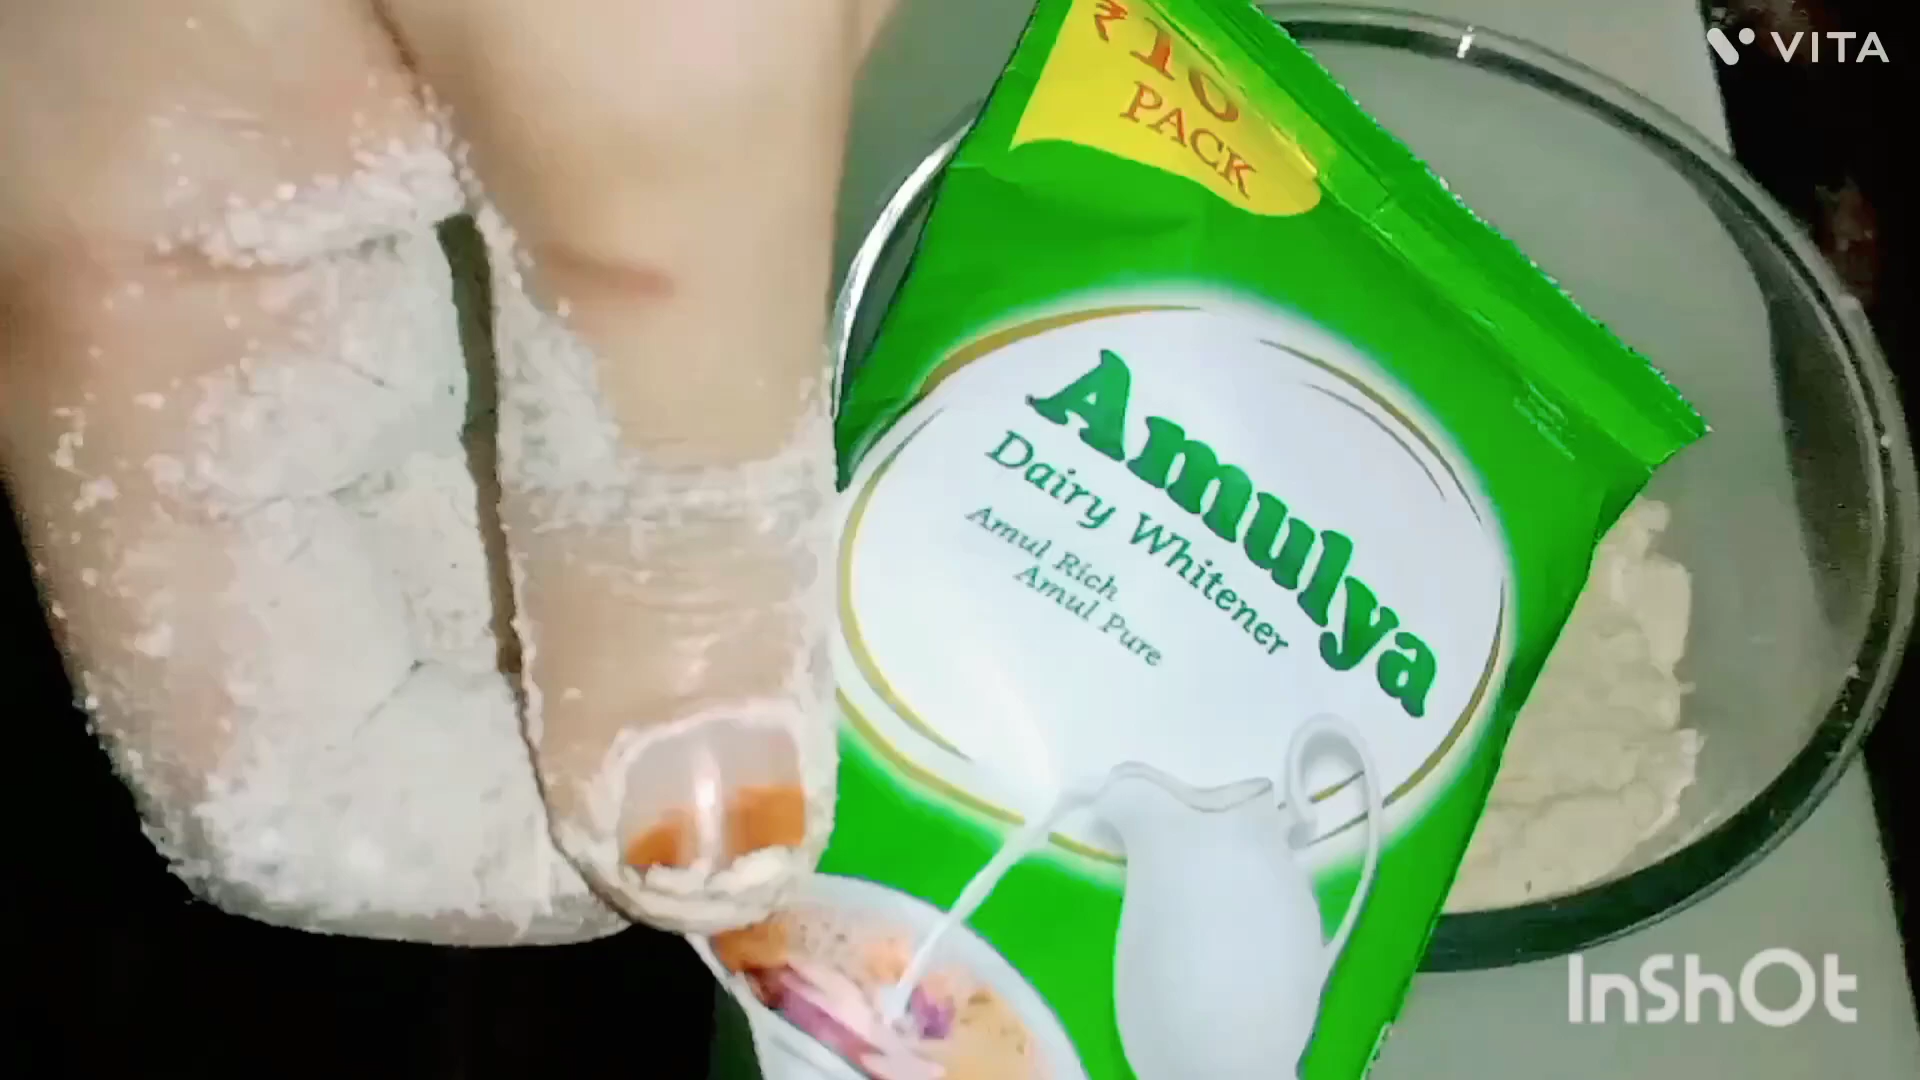 VITA
₹ 10
PACK
Amulya
Dairy Whitener
Amul Rich
Amul Pure
InShOt